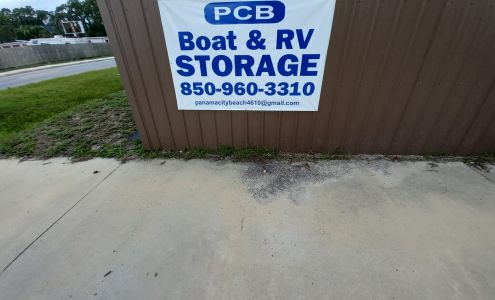 PCB
Boat & RV
STORAGE
850-960-3310
panamacitybeach4610@gmail.com